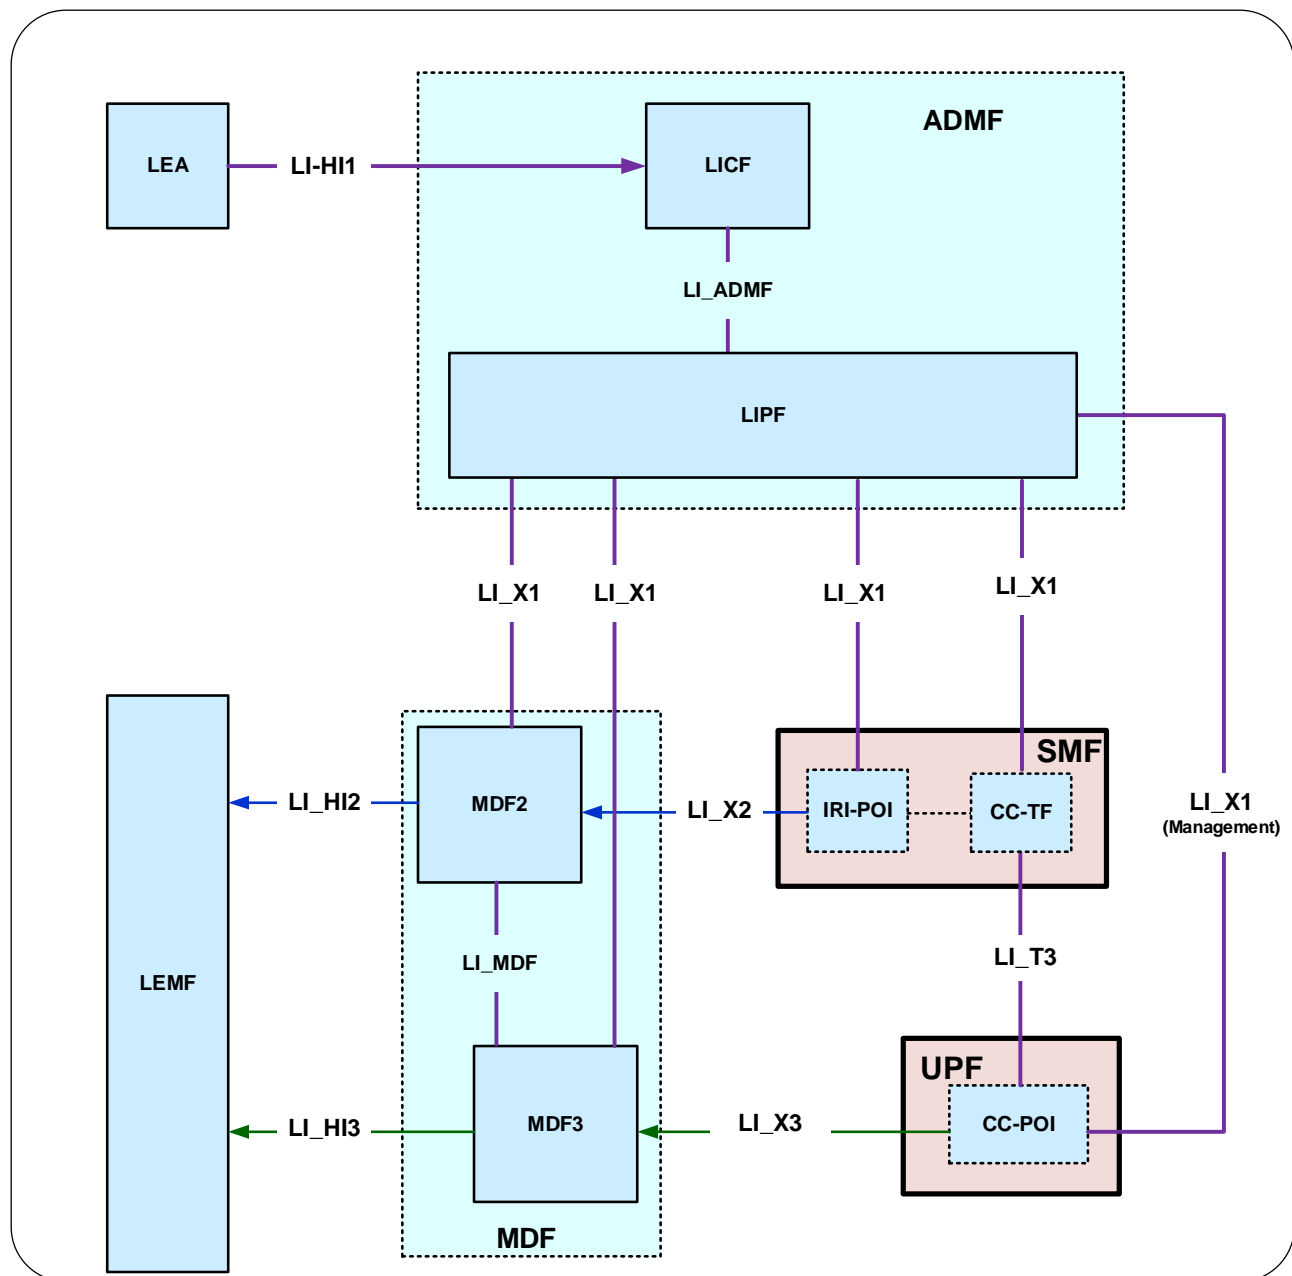 ADMF
LEA
LI-HI1
LICF
LI_ADMF
LIPF
LI_X1
LI_X1
LI_X1
LI_X1
SMF
LI_HI2
MDF2
LI_X2
IRI-POI
CC-TF
LI_X1
(Management)
LI_MDF
LI_T3
LEMF
UPF
LI_HI3
MDF3
LI_X3
CC-POI
MDF